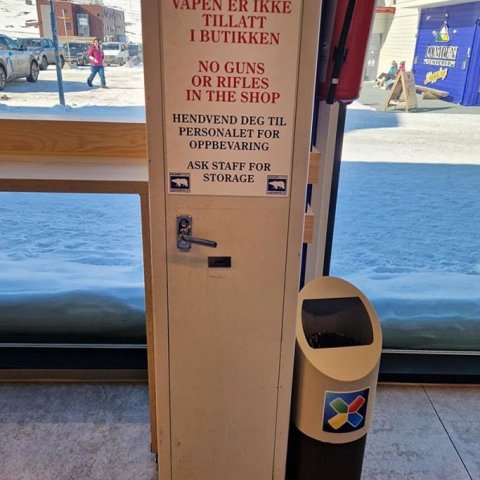 VÅPEN ER IKKE
TILLATT
I BUTIKKEN
NO GUNS
OR RIFLES
IN THE SHOP
HENDVEND DEG TIL
PERSONALET FOR
OPPBEVARING
ASK STAFF FOR
STORAGE